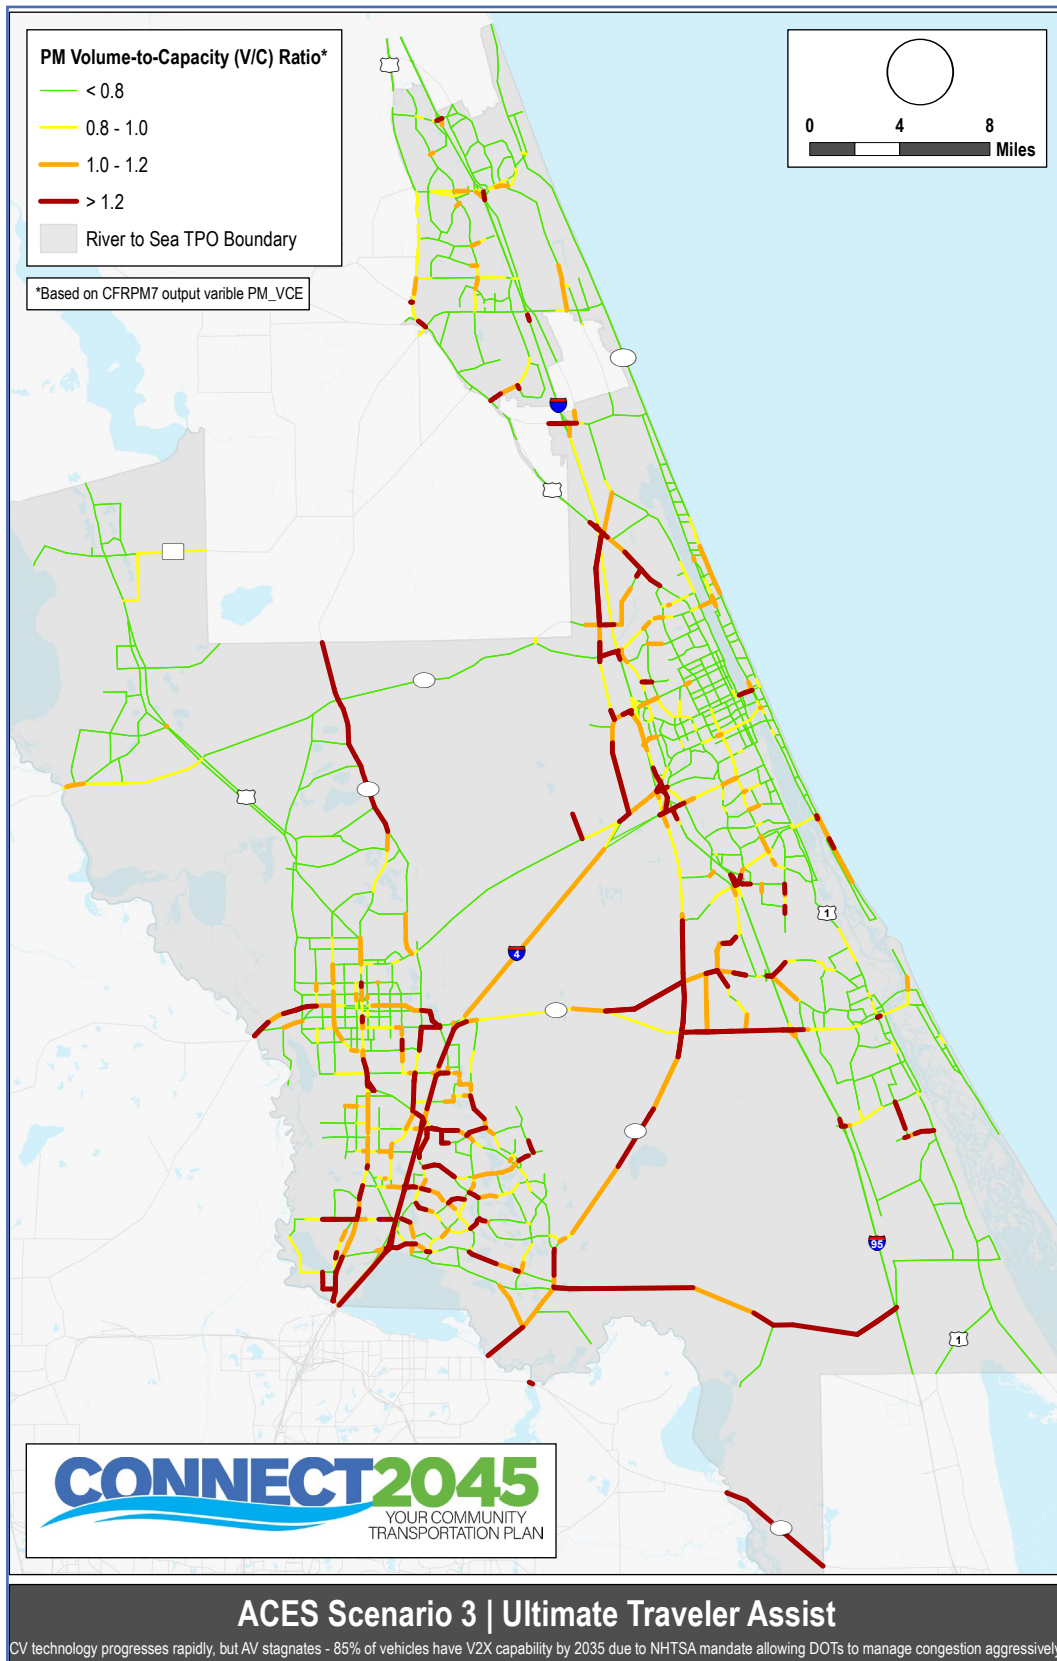 PM Volume-to-Capacity (V/C) Ratio*
< 0.8
0.8 - 1.0
1.0 - 1.2
> 1.2
River to Sea TPO Boundary
*Based on CFRPM7 output varible PM_VCE
0 4 8
Miles
1
4
95
1
CONNECT2045
YOUR COMMUNITY
TRANSPORTATION PLAN
ACES Scenario 3 | Ultimate Traveler Assist
CV technology progresses rapidly, but AV stagnates - 85% of vehicles have V2X capability by 2035 due to NHTSA mandate allowing DOTs to manage congestion aggressively